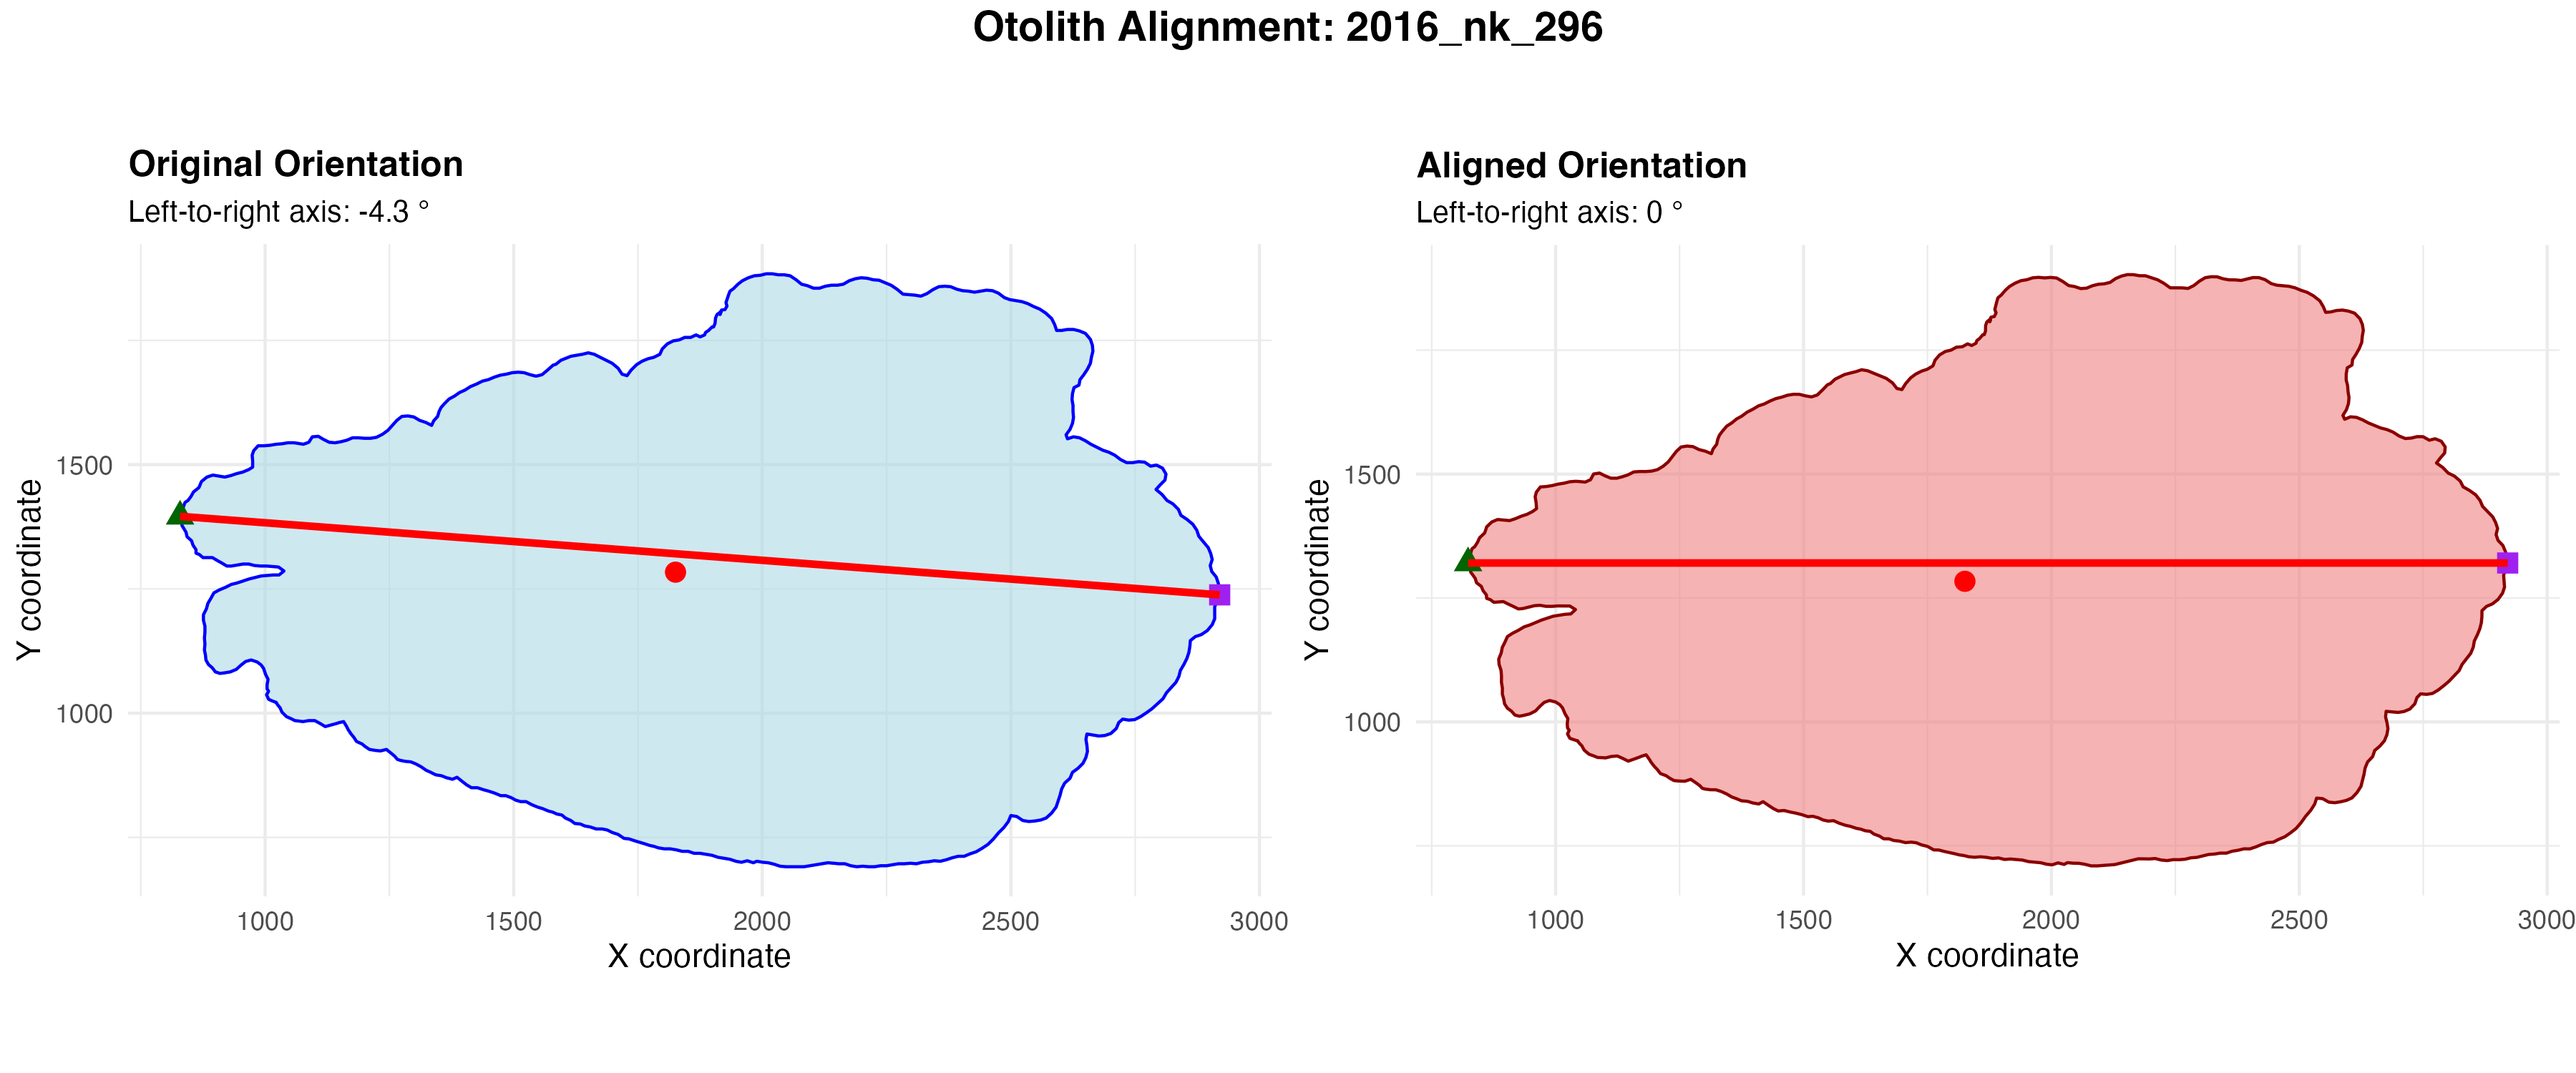 Otolith Alignment: 2016_nk_296
Original Orientation
Left-to-right axis: -4.3 °
Y coordinate
1500
1000
1000 1500 2000 2500 3000
X coordinate
Aligned Orientation
Left-to-right axis: 0 °
Y coordinate
1500
1000
1000 1500 2000 2500 3000
X coordinate